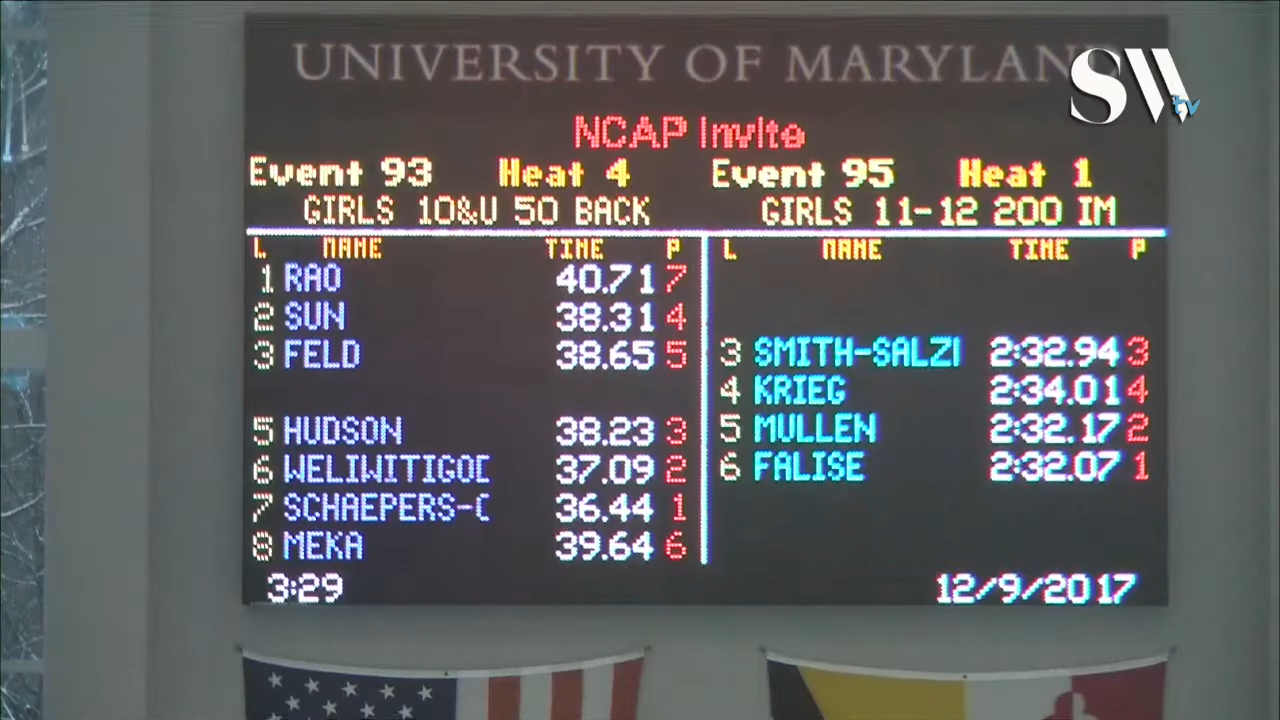 UNIVERSITY OF MARYLAND
SW tv
NCAP Invite
Event 93 Heat 4
GIRLS 10&U 50 BACK
L NAME TIME P
1 RAO 40.71 7
2 SUN 38.31 4
3 FELD 38.65 5
5 HUDSON 38.23 3
6 WELIWITIGOD 37.09 2
7 SCHAEPERS-C 36.44 1
8 MEKA 39.64 6
3:29
Event 95 Heat 1
GIRLS 11-12 200 IM
L NAME TIME P
3 SMITH-SALZI 2:32.94 3
4 KRIEG 2:34.01 4
5 MULLEN 2:32.17 2
6 FALISE 2:32.07 1
12/9/2017